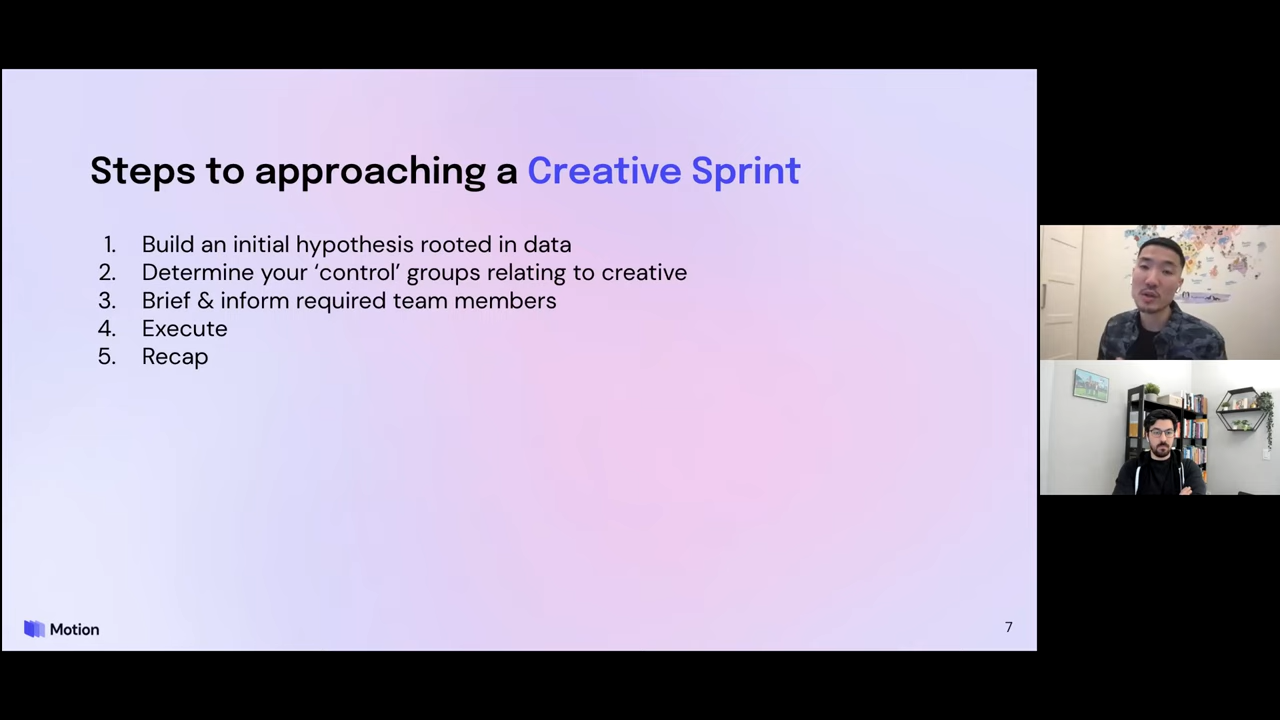 Steps to approaching a Creative Sprint
1. Build an initial hypothesis rooted in data
2. Determine your ‘control’ groups relating to creative
3. Brief & inform required team members
4. Execute
5. Recap
Motion
7